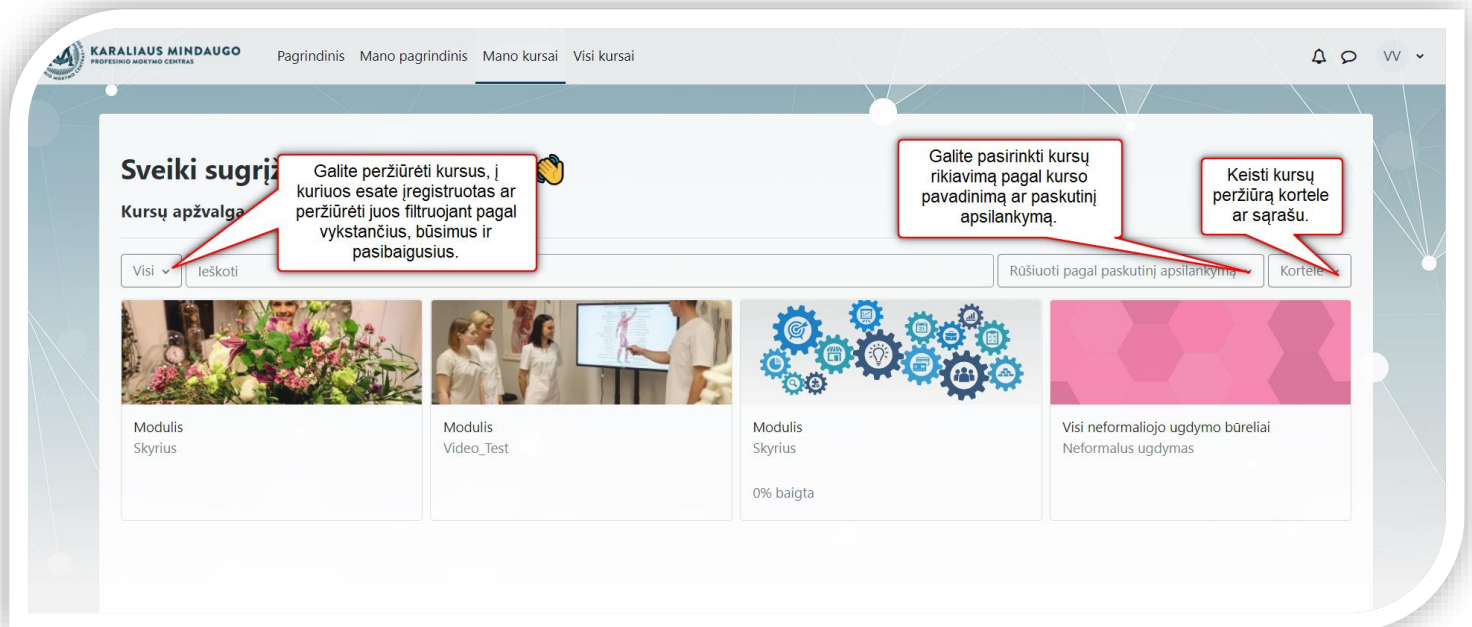 KARALIAUS MINDAUGO
PROFESINIO MOKYMO CENTRAS
Pagrindinis Mano pagrindinis Mano kursai Visi kursai
VV
Sveiki sugrįž
Kursų apžvalga
Galite peržiūrėti kursus, į
kuriuos esate įregistruotas ar
peržiūrėti juos filtruojant pagal
vykstančius, būsimus ir
pasibaigusius.
Galite pasirinkti kursų
rikiavimą pagal kurso
pavadinimą ar paskutinį
apsilankymą.
Keisti kursų
peržiūrą kortele
ar sąrašu.
Visi
Ieškoti
Rūšiuoti pagal paskutinį apsilankymą
Kortelė
Modulis
Skyrius
Modulis
Video_Test
Modulis
Skyrius
0% baigta
Visi neformaliojo ugdymo būreliai
Neformalus ugdymas